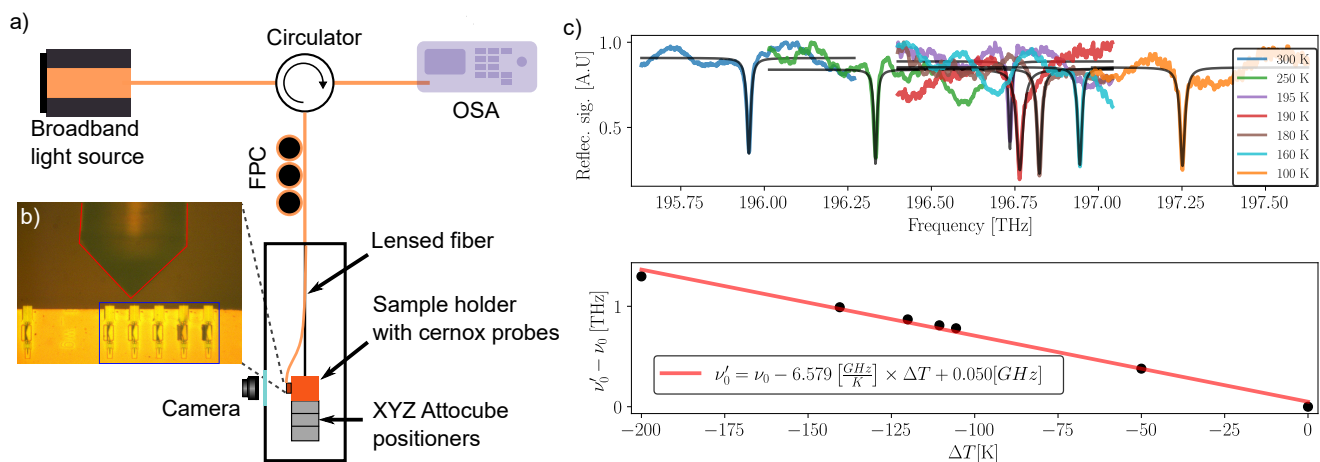 a)
Circulator
OSA
Broadband
light source
FPC
b)
Lensed fiber
Sample holder
with cernox probes
Camera
XYZ Attocube
positioners
c)
Reflec. sig. [A.U]
1.0
0.5
195.75 196.00 196.25 196.50 196.75 197.00 197.25 197.50
Frequency [THz]
300 K
250 K
195 K
190 K
180 K
160 K
100 K
ν₀′ − ν₀ [THz]
1
0
ν₀′ = ν₀ − 6.579 [GHz/K] × ΔT + 0.050[GHz]
−200 −175 −150 −125 −100 −75 −50 −25 0
ΔT[K]